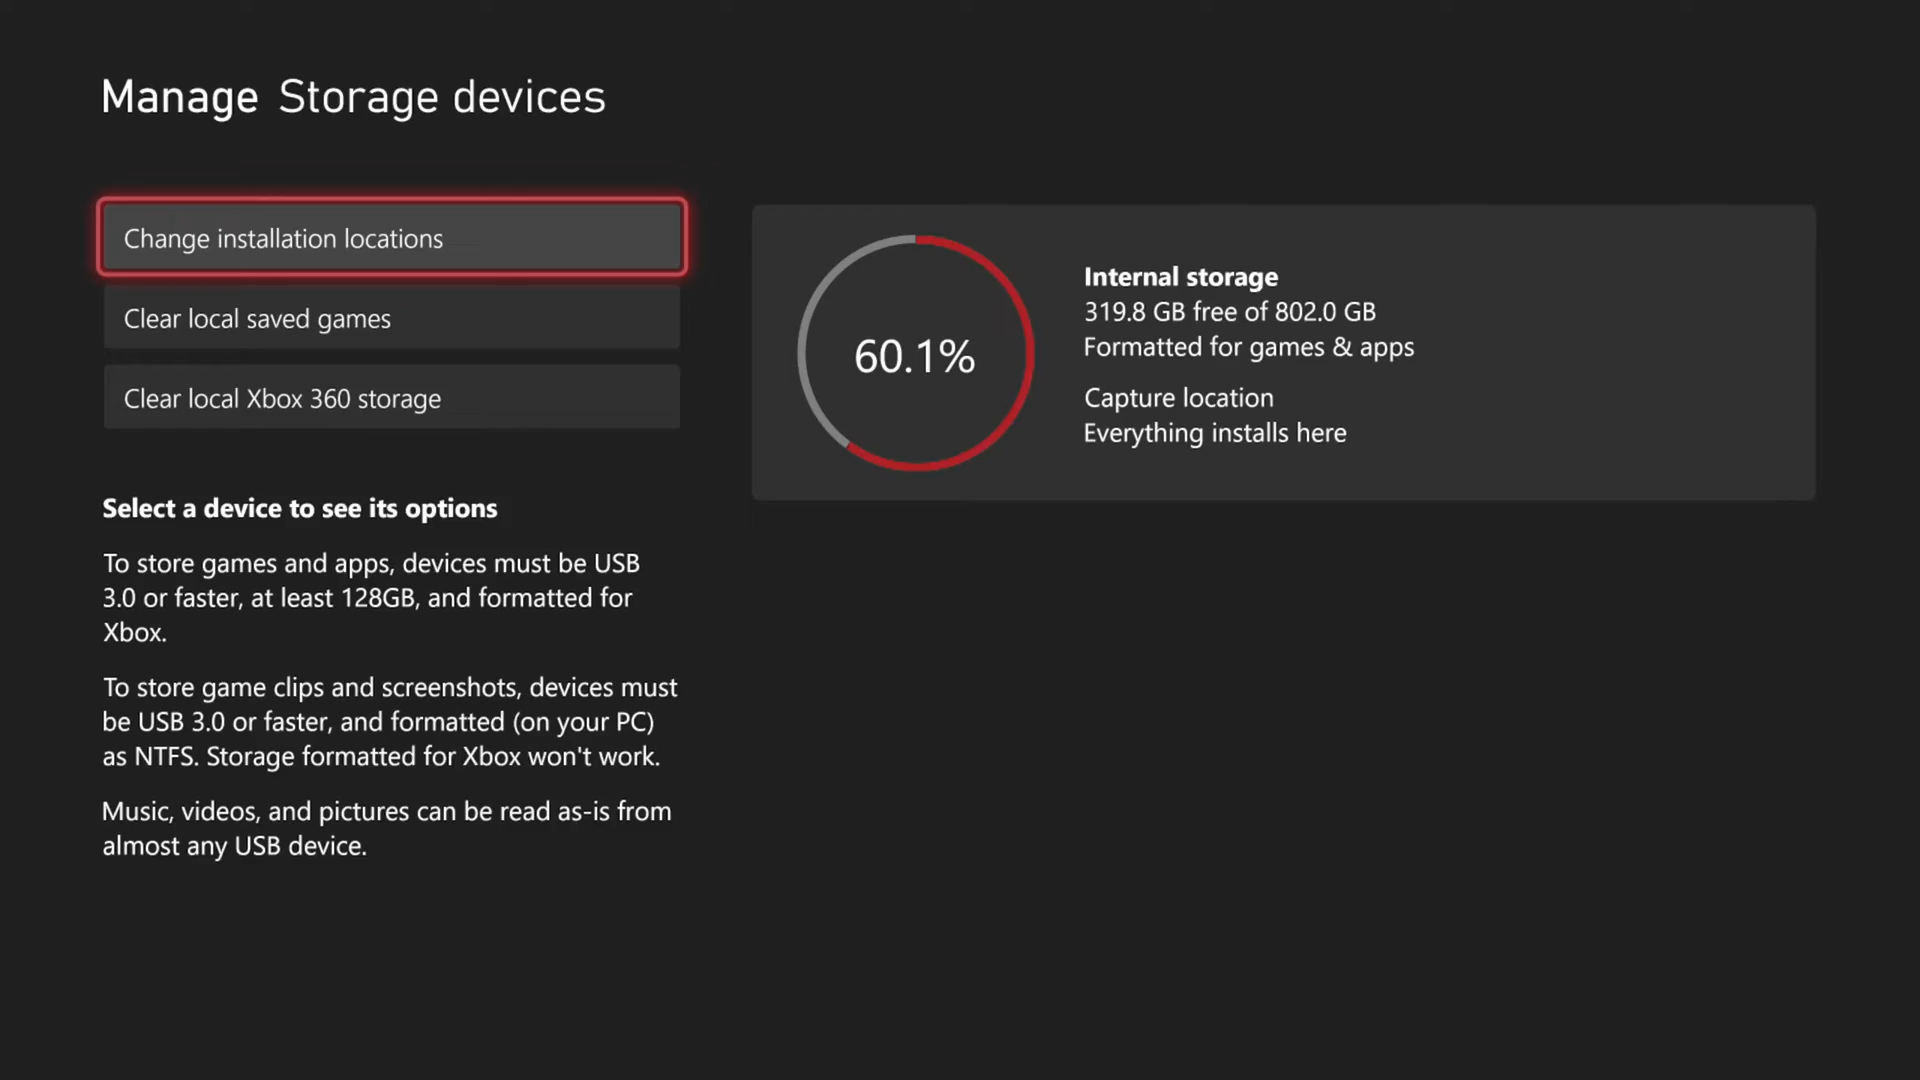 Manage Storage devices
Change installation locations
Clear local saved games
Clear local Xbox 360 storage
Select a device to see its options
To store games and apps, devices must be USB
3.0 or faster, at least 128GB, and formatted for
Xbox.
To store game clips and screenshots, devices must
be USB 3.0 or faster, and formatted (on your PC)
as NTFS. Storage formatted for Xbox won't work.
Music, videos, and pictures can be read as-is from
almost any USB device.
60.1%
Internal storage
319.8 GB free of 802.0 GB
Formatted for games & apps
Capture location
Everything installs here